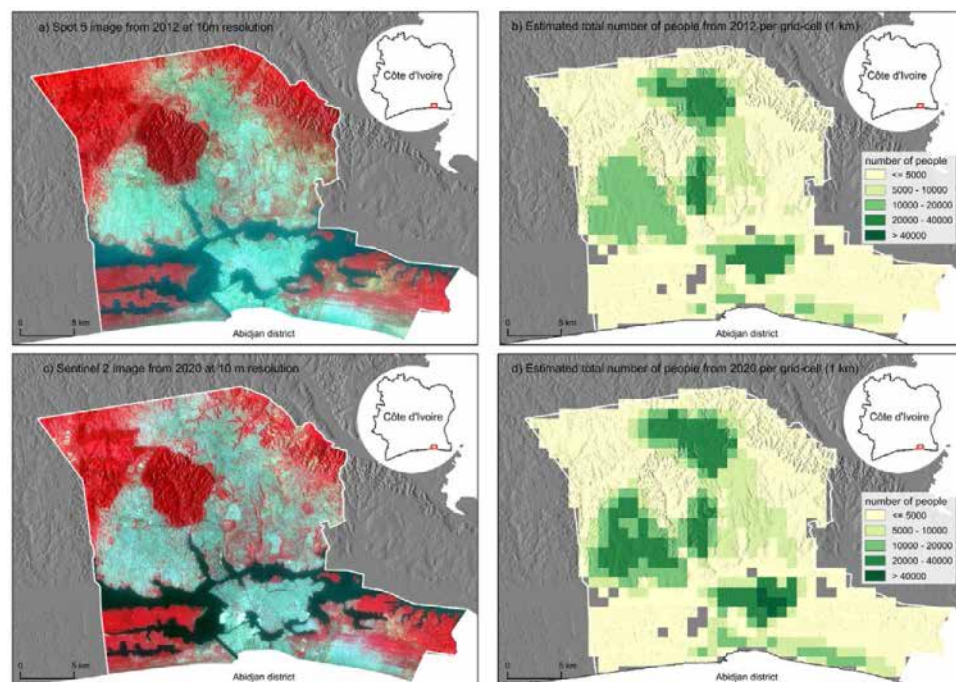 a) Spot 5 image from 2012 at 10m resolution
Côte d'Ivoire
0 5 km
Abidjan district
b) Estimated total number of people from 2012 per grid-cell (1 km)
Côte d'Ivoire
number of people
<= 5000
5000 - 10000
10000 - 20000
20000 - 40000
> 40000
0 5 km
Abidjan district
c) Sentinel 2 image from 2020 at 10 m resolution
Côte d'Ivoire
0 5 km
Abidjan district
d) Estimated total number of people from 2020 per grid-cell (1 km)
Côte d'Ivoire
number of people
<= 5000
5000 - 10000
10000 - 20000
20000 - 40000
> 40000
0 5 km
Abidjan district